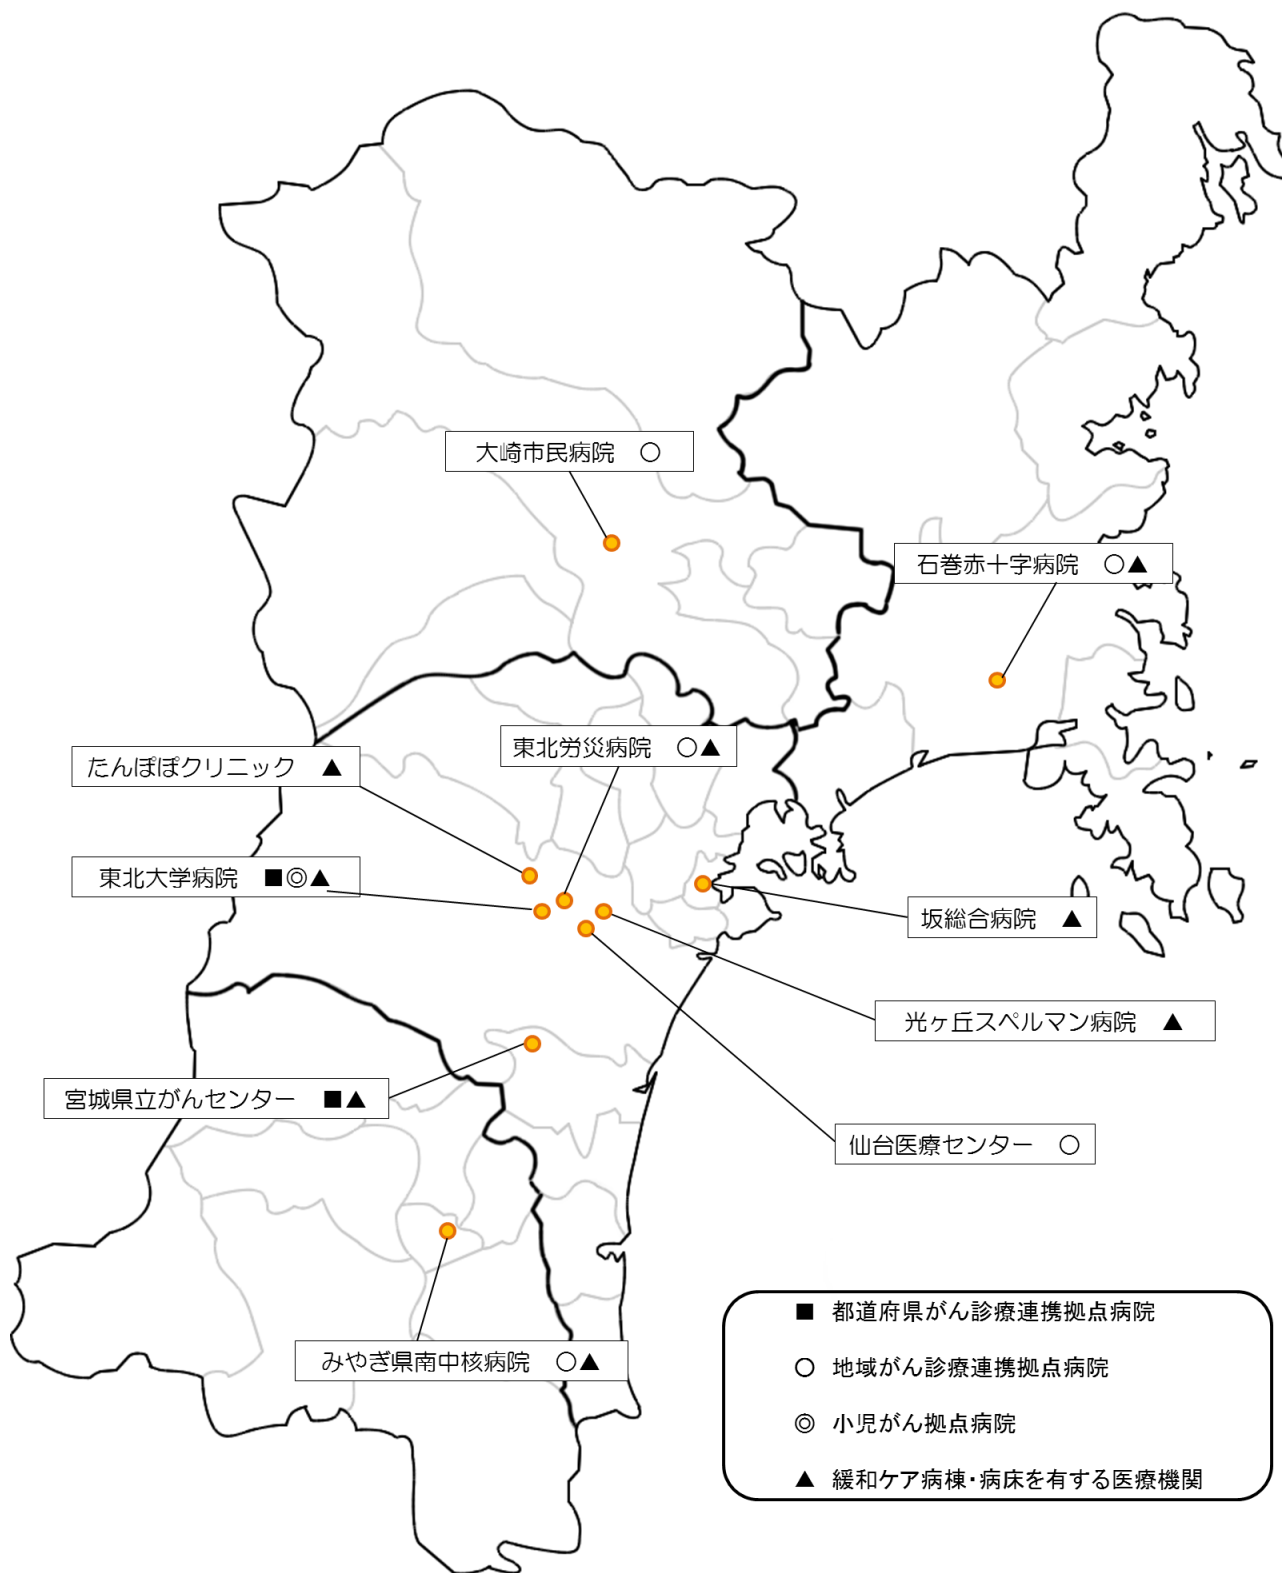 大崎市民病院 ○
石巻赤十字病院 ○▲
東北労災病院 ○▲
たんぽぽクリニック ▲
東北大学病院 ■◎▲
坂総合病院 ▲
光ヶ丘スペルマン病院 ▲
宮城県立がんセンター ■▲
仙台医療センター ○
みやぎ県南中核病院 ○▲
■ 都道府県がん診療連携拠点病院
○ 地域がん診療連携拠点病院
◎ 小児がん拠点病院
▲ 緩和ケア病棟・病床を有する医療機関